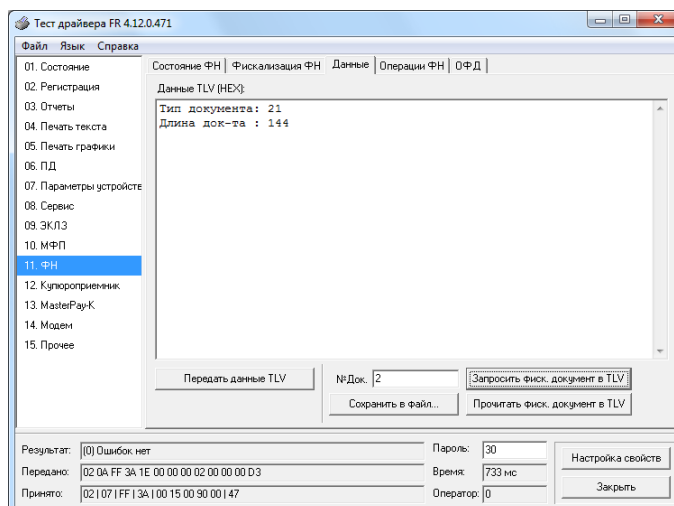 Тест драйвера FR 4.12.0.471
Файл Язык Справка
01. Состояние
02. Регистрация
03. Отчеты
04. Печать текста
05. Печать графики
06. ПД
07. Параметры устройств
08. Сервис
09. ЭКЛЗ
10. МФП
11. ФН
12. Купюроприемник
13. MasterPay-K
14. Модем
15. Прочее
Состояние ФН Фискализация ФН Данные Операции ФН ОФД
Данные TLV (HEX):
Тип документа: 21
Длина док-та : 144
Передать данные TLV
№Док. 2
Запросить фиск. документ в TLV
Сохранить в файл...
Прочитать фиск. документ в TLV
Результат: (0) Ошибок нет
Пароль: 30
Настройка свойств
Передано: 02 0A FF 3A 1E 00 00 00 02 00 00 00 D3
Время: 733 мс
Принято: 02 | 07 | FF | 3A | 00 15 00 90 00 | 47
Оператор: 0
Закрыть